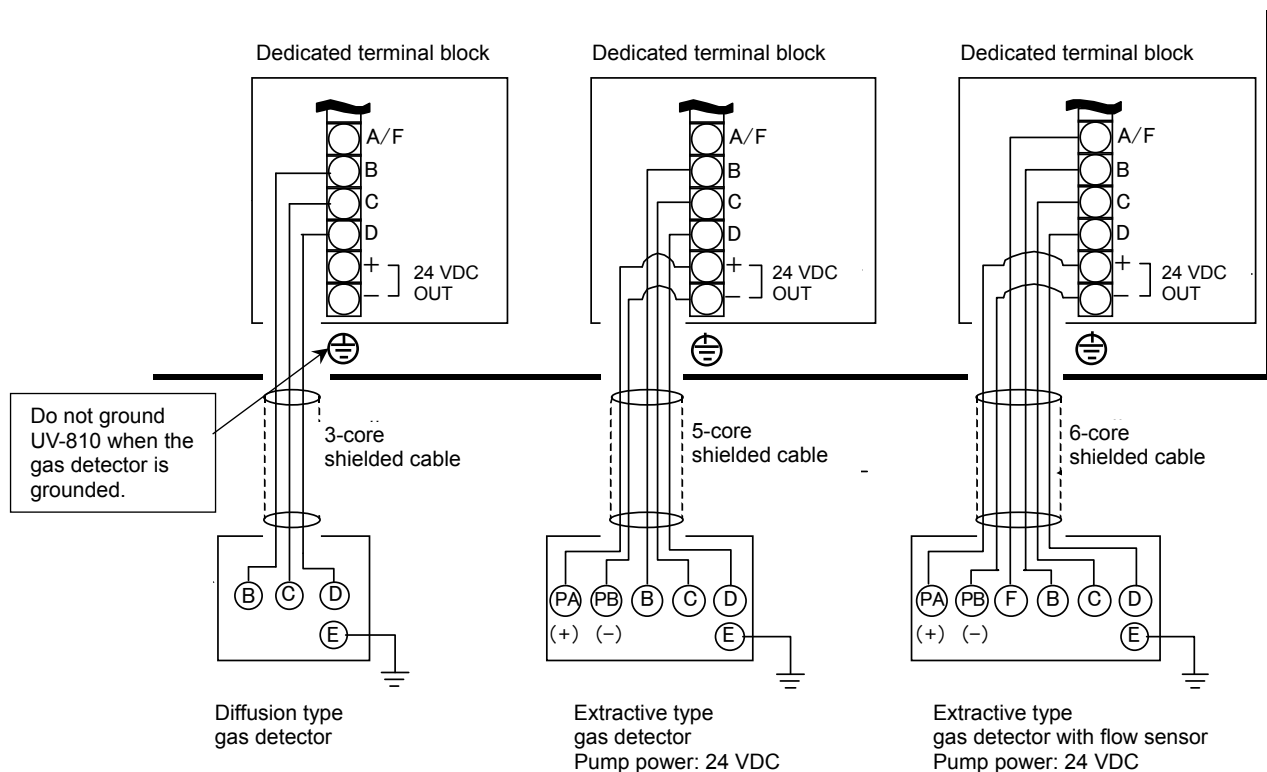 Dedicated terminal block
A/F
B
C
D
+
24 VDC
− OUT
Do not ground
UV-810 when the
gas detector is
grounded.
3-core
shielded cable
B C D
E
Diffusion type
gas detector
Dedicated terminal block
A/F
B
C
D
+
24 VDC
− OUT
5-core
shielded cable
PA PB B C D
(+) (−)
E
Extractive type
gas detector
Pump power: 24 VDC
Dedicated terminal block
A/F
B
C
D
+
24 VDC
− OUT
6-core
shielded cable
PA PB F B C D
(+) (−)
E
Extractive type
gas detector with flow sensor
Pump power: 24 VDC